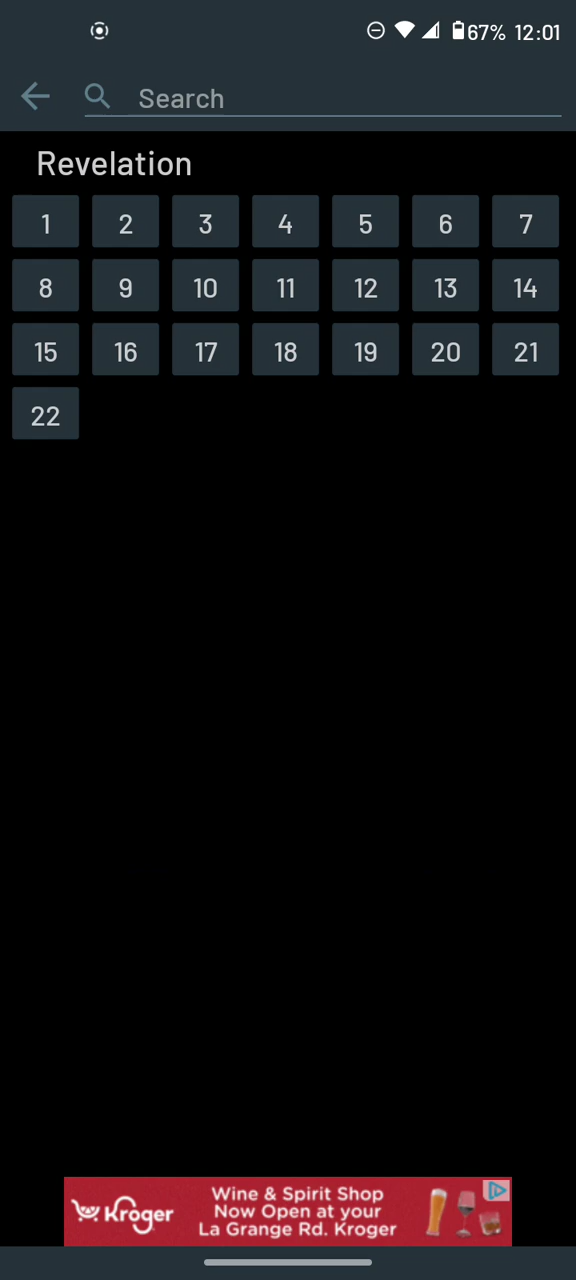 67% 12:01
Search
Revelation
1 2 3 4 5 6 7
8 9 10 11 12 13 14
15 16 17 18 19 20 21
22
Kroger
Wine & Spirit Shop
Now Open at your
La Grange Rd. Kroger